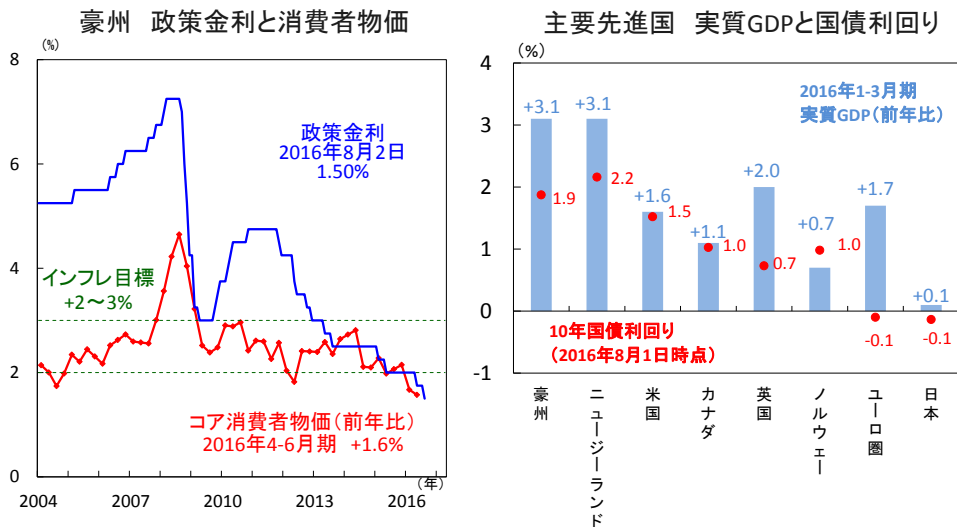 豪州 政策金利と消費者物価
(%)
8
6
4
2
0
2004
2007
2010
2013
2016
(年)
政策金利
2016年8月2日
1.50%
インフレ目標
+2~3%
コア消費者物価(前年比)
2016年4-6月期 +1.6%
主要先進国 実質GDPと国債利回り
(%)
4
3
2
1
0
-1
2016年1-3月期
実質GDP(前年比)
+3.1
+3.1
+1.6
+1.1
+2.0
+0.7
+1.7
+0.1
1.9
2.2
1.5
1.0
0.7
1.0
-0.1
-0.1
10年国債利回り
(2016年8月1日時点)
豪州
ニュージーランド
米国
カナダ
英国
ノルウェー
ユーロ圏
日本